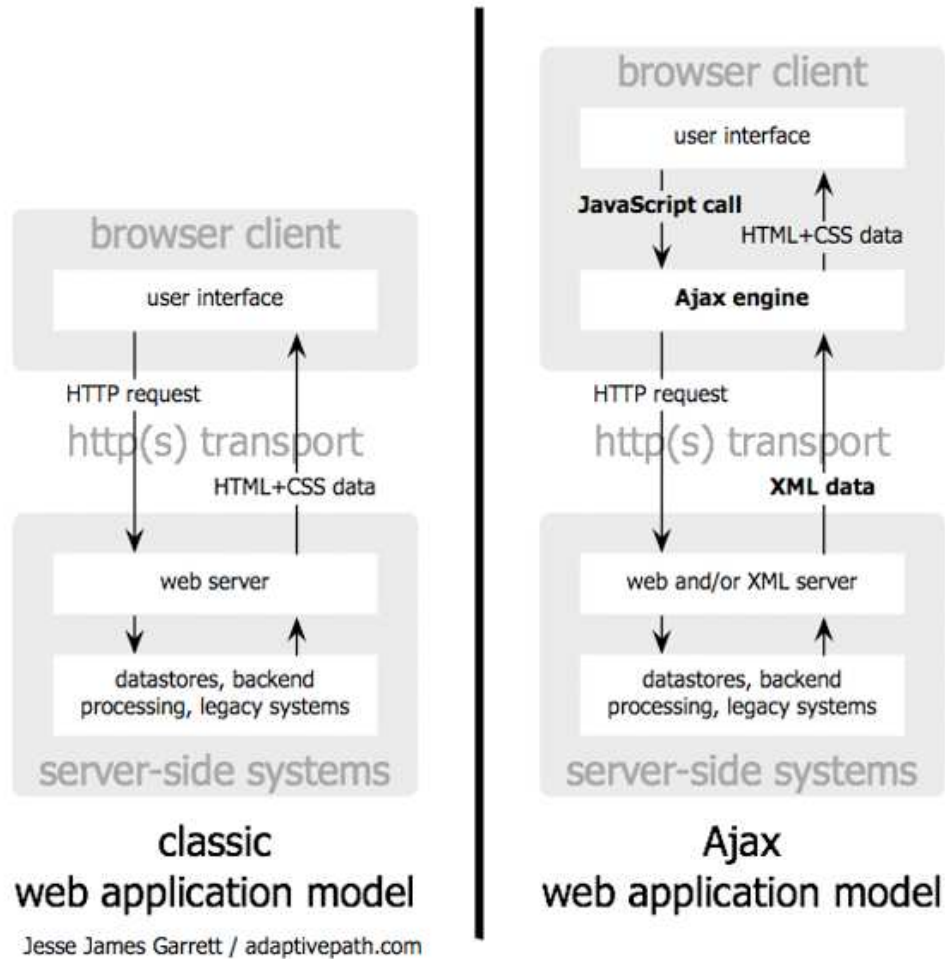 browser client
user interface
HTTP request
http(s) transport
HTML+CSS data
web server
datastores, backend
processing, legacy systems
server-side systems
classic
web application model
Jesse James Garrett / adaptivepath.com
browser client
user interface
JavaScript call
HTML+CSS data
Ajax engine
HTTP request
http(s) transport
XML data
web and/or XML server
datastores, backend
processing, legacy systems
server-side systems
Ajax
web application model